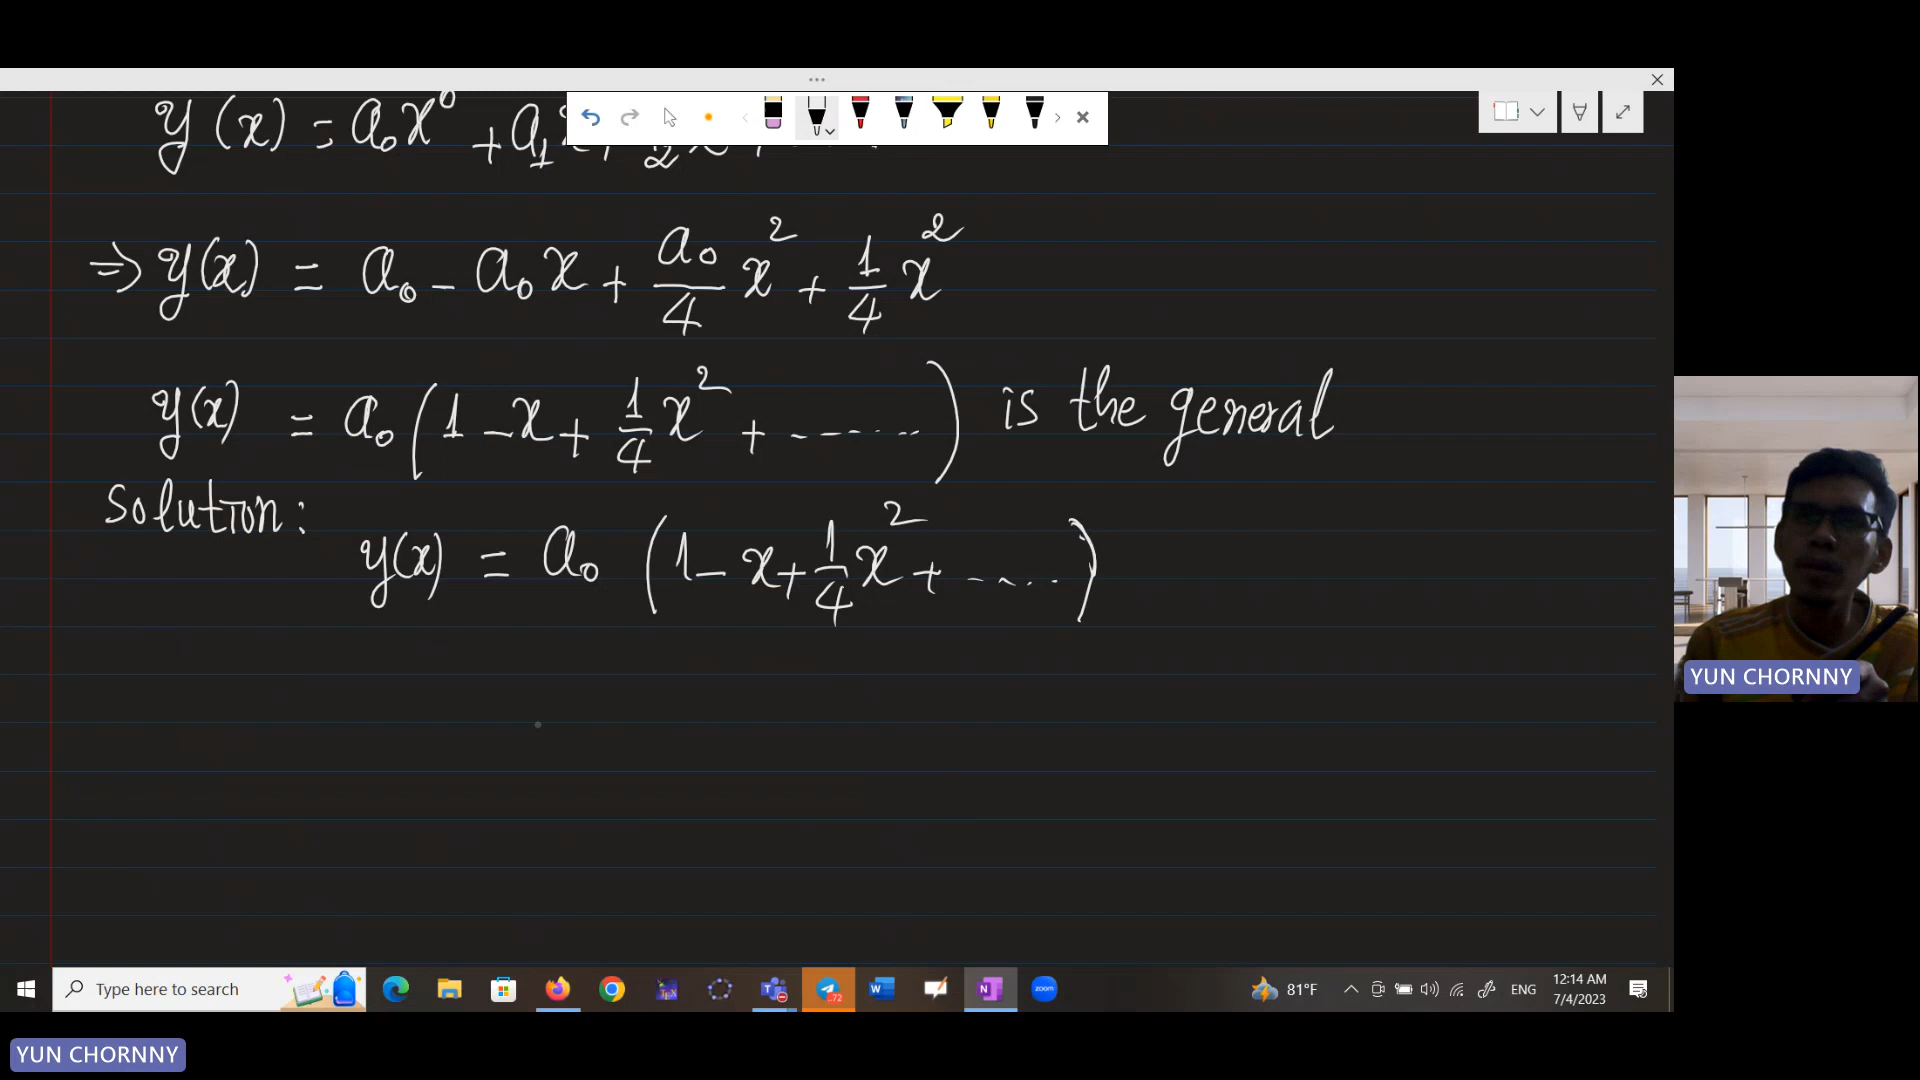 y(x) = a₀x⁰ + a₁
⇒ y(x) = a₀ - a₀x + a₀/4 x² + 1/4 x²
y(x) = a₀(1 - x + 1/4 x² + ......) is the general
solution:
y(x) = a₀ (1 - x + 1/4 x² + ......)
YUN CHORNNY
Type here to search
72
zoom
81°F
ENG
12:14 AM
7/4/2023
YUN CHORNNY